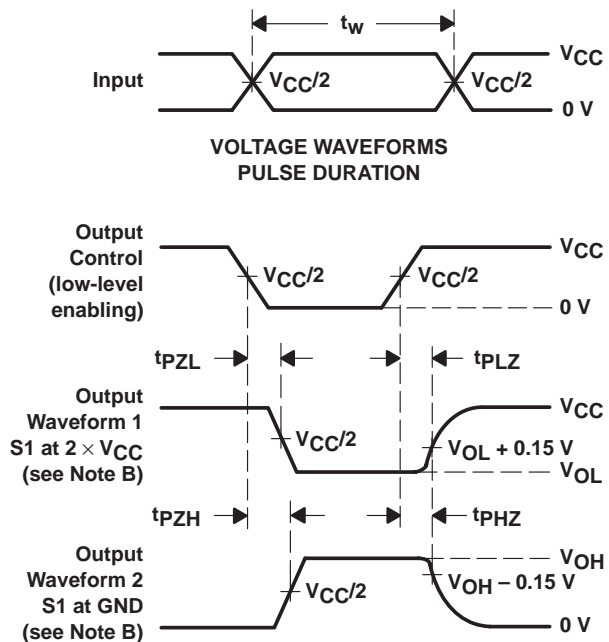 tw
VCC
Input
VCC/2
VCC/2
0 V
VOLTAGE WAVEFORMS
PULSE DURATION
Output
Control
(low-level
enabling)
VCC
VCC/2
VCC/2
0 V
tPZL
tPLZ
Output
Waveform 1
S1 at 2 × VCC
(see Note B)
VCC
VCC/2
VOL + 0.15 V
VOL
tPZH
tPHZ
Output
Waveform 2
S1 at GND
(see Note B)
VOH
VCC/2
VOH − 0.15 V
0 V